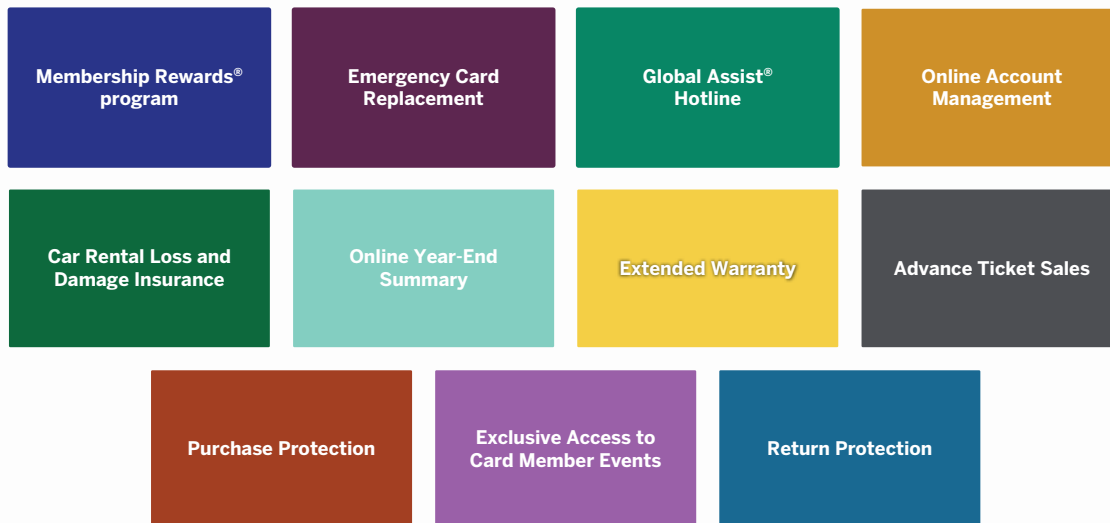 Membership Rewards®
program
Emergency Card
Replacement
Global Assist®
Hotline
Online Account
Management
Car Rental Loss and
Damage Insurance
Online Year-End
Summary
Extended Warranty
Advance Ticket Sales
Purchase Protection
Exclusive Access to
Card Member Events
Return Protection